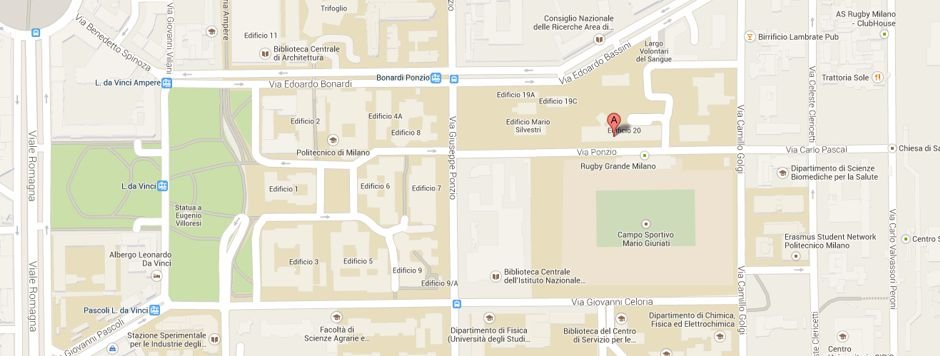 Via Benedetto Spinoza
Via Giovanni Vailati
Ampère
Trifoglio
Edificio 11
Biblioteca Centrale
di Architettura
Consiglio Nazionale
delle Ricerche Area di...
Via Edoardo Bassini
Largo
Volontari
del Sangue
AS Rugby Milano
- ClubHouse
Birrificio Lambrate Pub
Trattoria Sole
L. da Vinci Ampere
Via Edoardo Bonardi
Bonardi Ponzio
Edificio 19A
Edificio 19C
Edificio 2
Edificio 4A
Edificio 8
Edificio Mario
Silvestri
A
Edificio 20
Politecnico di Milano
Via Giuseppe Ponzio
Via Ponzio
Rugby Grande Milano
Via Camillo Golgi
Via Celeste Clericetti
Via Carlo Pascal
Chiesa di Sa
Viale Romagna
L. da Vinci
Statua a
Eugenio
Villoresi
Edificio 1
Edificio 6
Edificio 7
Dipartimento di Scienze
Biomediche per la Salute
Campo Sportivo
Mario Giuriati
Erasmus Student Network
Politecnico Milano
Via Carlo Valvassori Peroni
Centro S
Albergo Leonardo
Da Vinci
Edificio 3
Edificio 5
Edificio 9
Edificio 9/A
Biblioteca Centrale
dell'Istituto Nazionale...
Viale Romagna
Pascoli L. da Vinci
Via Giovanni Pascoli
Via Giovanni Celoria
Via Camillo Golgi
Clericetti
Stazione Sperimentale
per le Industrie degli...
Facoltà di
Scienze Agrarie e...
Dipartimento di Fisica
(Università degli Studi...
Biblioteca del Centro
di Servizio per le...
Dipartimento di Chimica,
Fisica ed Elettrochimica
Centro